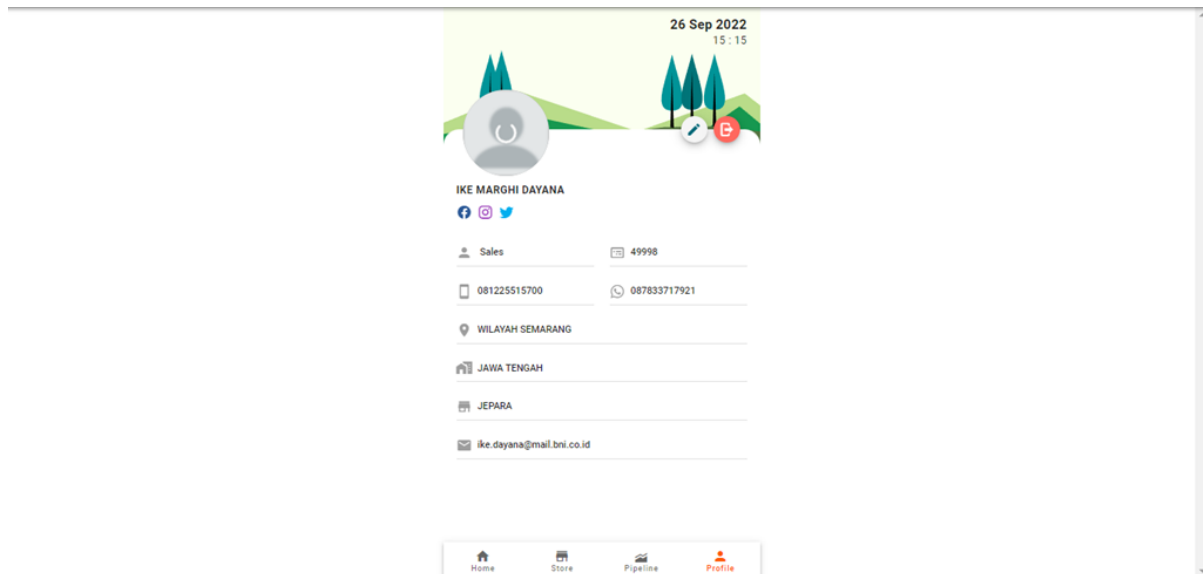 26 Sep 2022
15 : 15
IKE MARGHI DAYANA
Sales
49998
081225515700
087833717921
WILAYAH SEMARANG
JAWA TENGAH
JEPARA
ike.dayana@mail.bni.co.id
Home Store Pipeline Profile